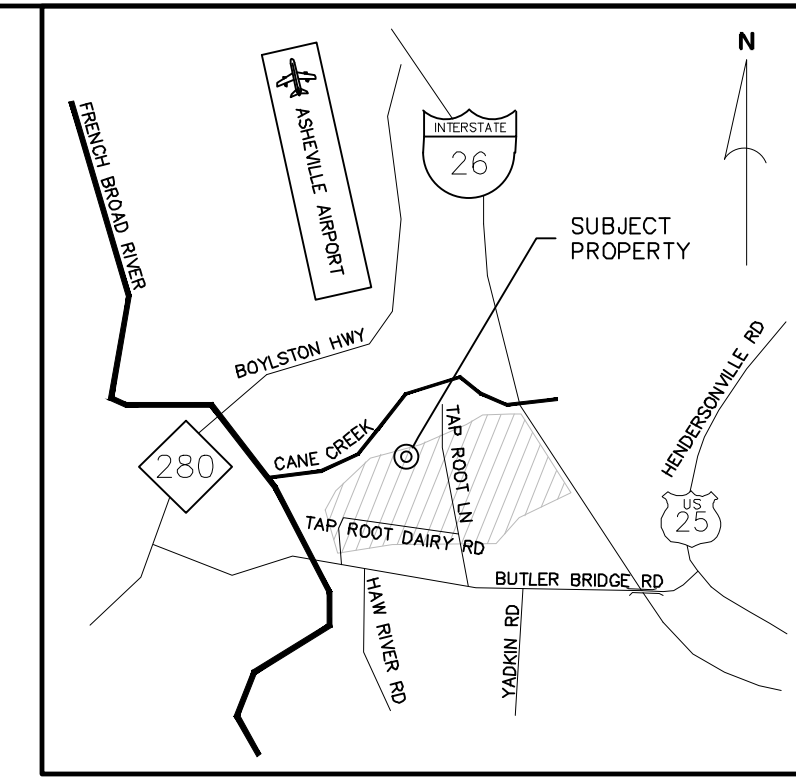 N
FRENCH BROAD RIVER
ASHEVILLE AIRPORT
INTERSTATE
26
SUBJECT
PROPERTY
BOYLSTON HWY
HENDERSONVILLE RD
280
CANE CREEK
TAP ROOT LN
US
25
TAP ROOT DAIRY RD
BUTLER BRIDGE RD
HAW RIVER RD
YADKIN RD